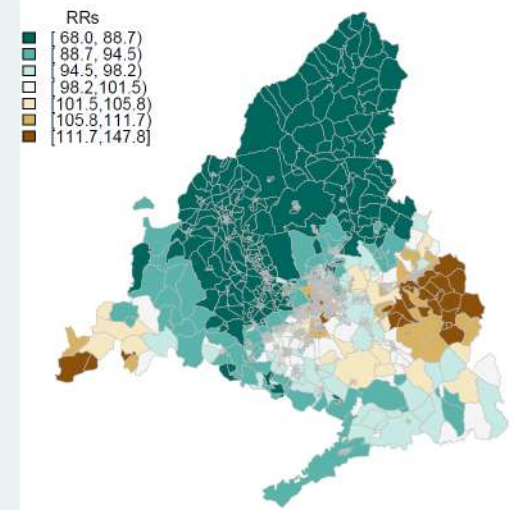 RRs
[ 68.0, 88.7)
[ 88.7, 94.5)
[ 94.5, 98.2)
[ 98.2,101.5)
[101.5,105.8)
[105.8,111.7)
[111.7,147.8]